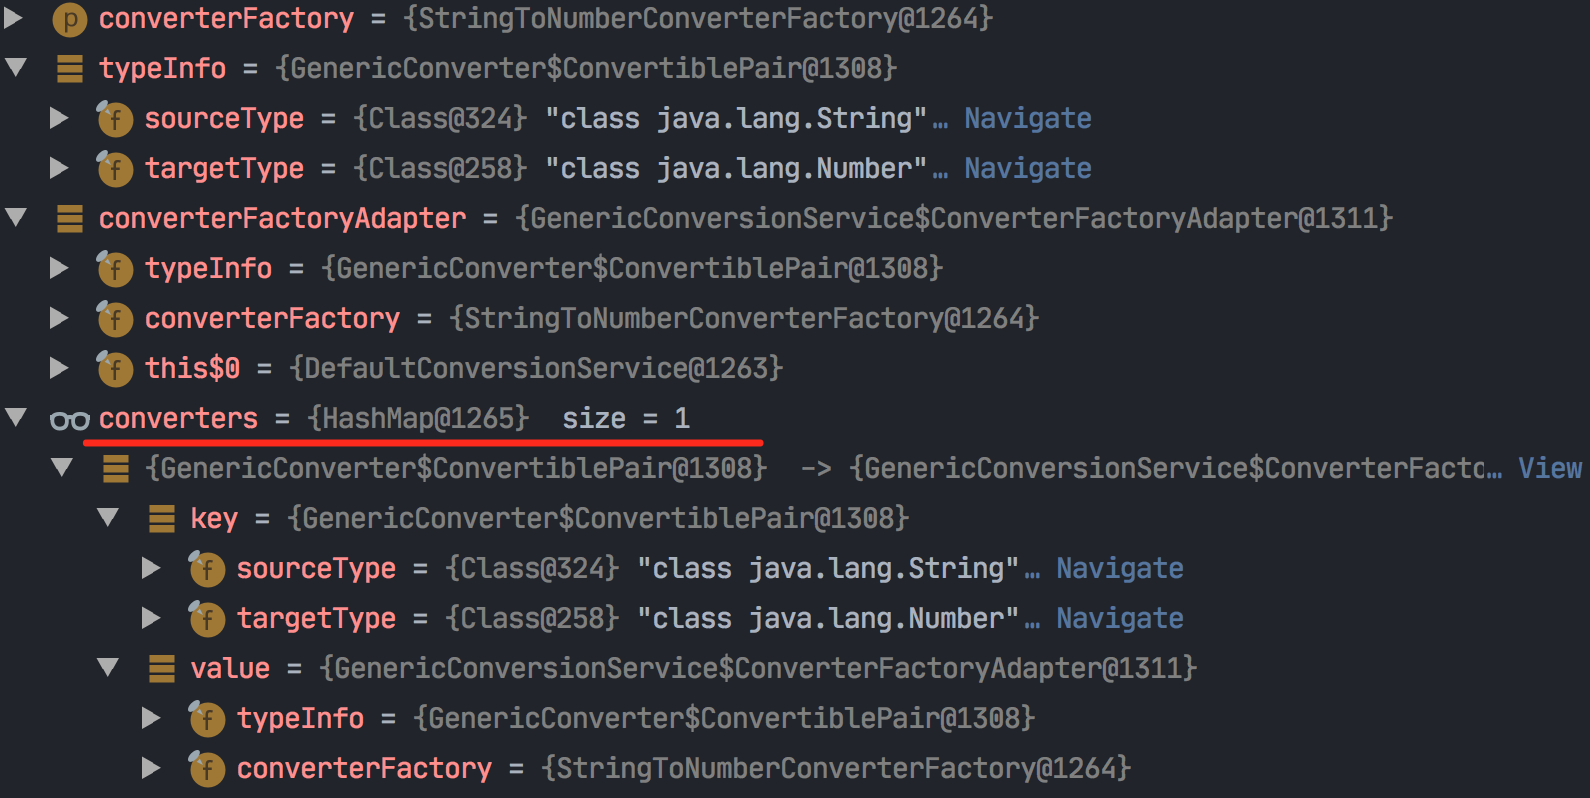 p converterFactory = {StringToNumberConverterFactory@1264}
typeInfo = {GenericConverter$ConvertiblePair@1308}
f sourceType = {Class@324} "class java.lang.String"… Navigate
f targetType = {Class@258} "class java.lang.Number"… Navigate
converterFactoryAdapter = {GenericConversionService$ConverterFactoryAdapter@1311}
f typeInfo = {GenericConverter$ConvertiblePair@1308}
f converterFactory = {StringToNumberConverterFactory@1264}
f this$0 = {DefaultConversionService@1263}
converters = {HashMap@1265} size = 1
{GenericConverter$ConvertiblePair@1308} -> {GenericConversionService$ConverterFacto… View
key = {GenericConverter$ConvertiblePair@1308}
f sourceType = {Class@324} "class java.lang.String"… Navigate
f targetType = {Class@258} "class java.lang.Number"… Navigate
value = {GenericConversionService$ConverterFactoryAdapter@1311}
f typeInfo = {GenericConverter$ConvertiblePair@1308}
f converterFactory = {StringToNumberConverterFactory@1264}